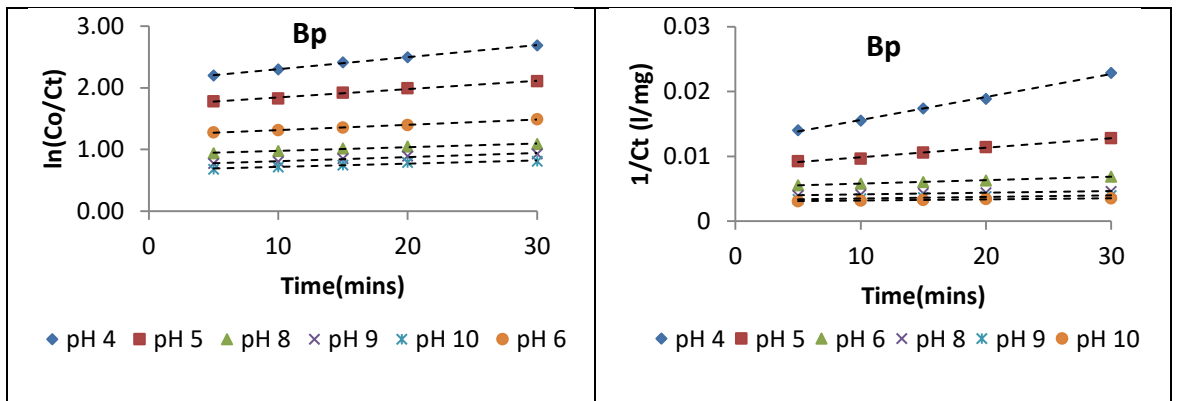 Bp
ln(Co/Ct)
3.00
2.00
1.00
0.00
0 10 20 30
Time(mins)
pH 4 pH 5 pH 8 pH 9 pH 10 pH 6
Bp
1/Ct (l/mg)
0.03
0.02
0.01
0
0 10 20 30
Time(mins)
pH 4 pH 5 pH 6 pH 8 pH 9 pH 10